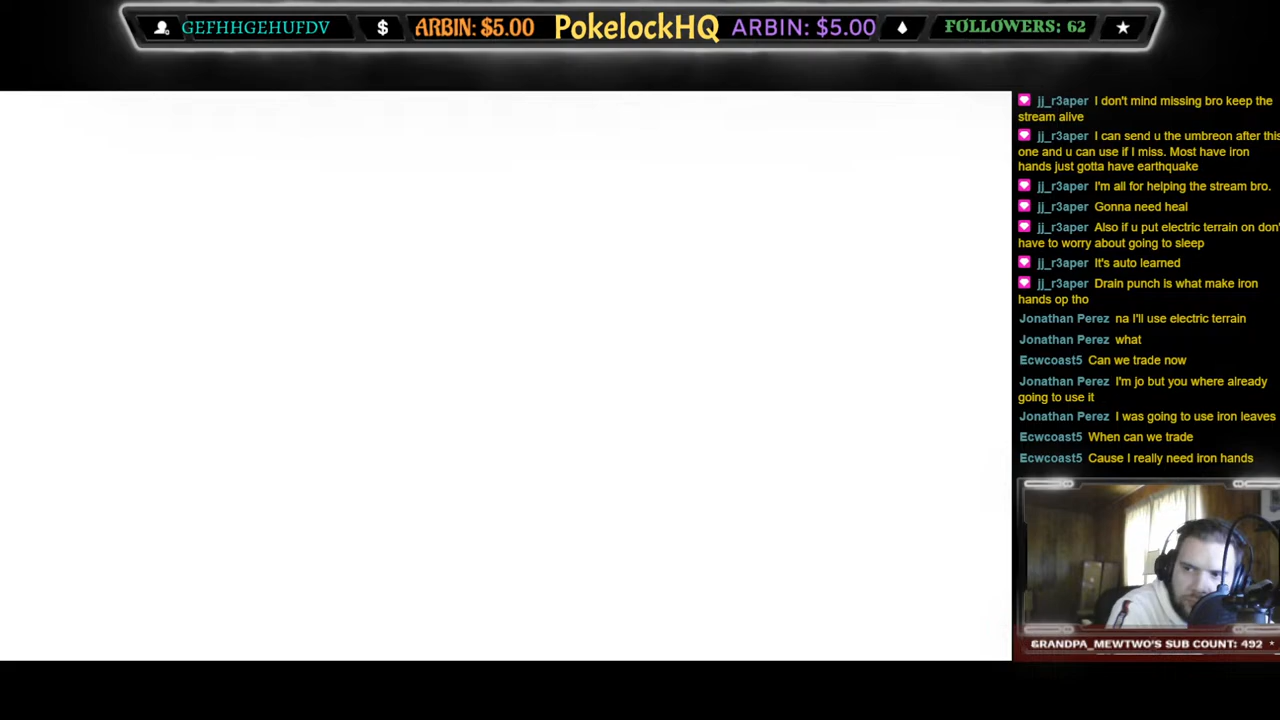 GEFHHGEHUFDV $ ARBIN: $5.00 PokelockHQ ARBIN: $5.00 FOLLOWERS: 62
jj_r3aper I don't mind missing bro keep the
stream alive
jj_r3aper I can send u the umbreon after this
one and u can use if I miss. Most have iron
hands just gotta have earthquake
jj_r3aper I'm all for helping the stream bro.
jj_r3aper Gonna need heal
jj_r3aper Also if u put electric terrain on don'
have to worry about going to sleep
jj_r3aper It's auto learned
jj_r3aper Drain punch is what make iron
hands op tho
Jonathan Perez na I'll use electric terrain
Jonathan Perez what
Ecwcoast5 Can we trade now
Jonathan Perez I'm jo but you where already
going to use it
Jonathan Perez I was going to use iron leaves
Ecwcoast5 When can we trade
Ecwcoast5 Cause I really need iron hands
GRANDPA_MEWTWO'S SUB COUNT: 492 *